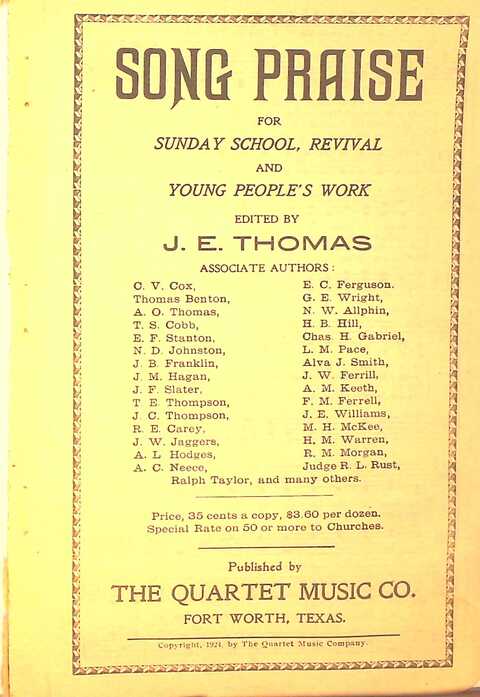 SONG PRAISE
FOR
SUNDAY SCHOOL, REVIVAL
AND
YOUNG PEOPLE'S WORK
EDITED BY
J. E. THOMAS
ASSOCIATE AUTHORS:
C. V. Cox,
Thomas Benton,
A. O. Thomas,
T. S. Cobb,
E. F. Stanton,
N. D. Johnston,
J. B. Franklin,
J. M. Hagan,
J. F. Slater,
T E. Thompson,
J. C. Thompson,
R. E. Carey,
J. W. Jaggers,
A. L Hodges,
A. C. Neece,
E. C. Ferguson.
G. E. Wright,
N. W. Allphin,
H. B. Hill,
Chas. H. Gabriel,
L. M. Pace,
Alva J. Smith,
J. W. Ferrill,
A. M. Keeth,
F. M. Ferrell,
J. E. Williams,
M. H. McKee,
H. M. Warren,
R. M. Morgan,
Judge R. L. Rust,
Ralph Taylor, and many others.
Price, 35 cents a copy, $3.60 per dozen.
Special Rate on 50 or more to Churches.
Published by
THE QUARTET MUSIC CO.
FORT WORTH, TEXAS.
Copyright, 1924, by The Quartet Music Company.